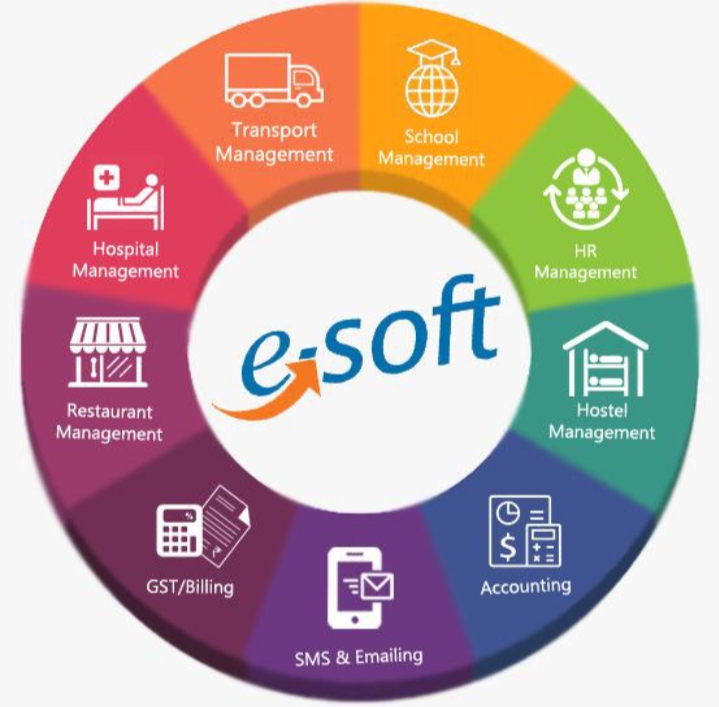 Transport
Management
School
Management
HR
Management
Hostel
Management
Accounting
SMS & Emailing
GST/Billing
Restaurant
Management
Hospital
Management
e-soft